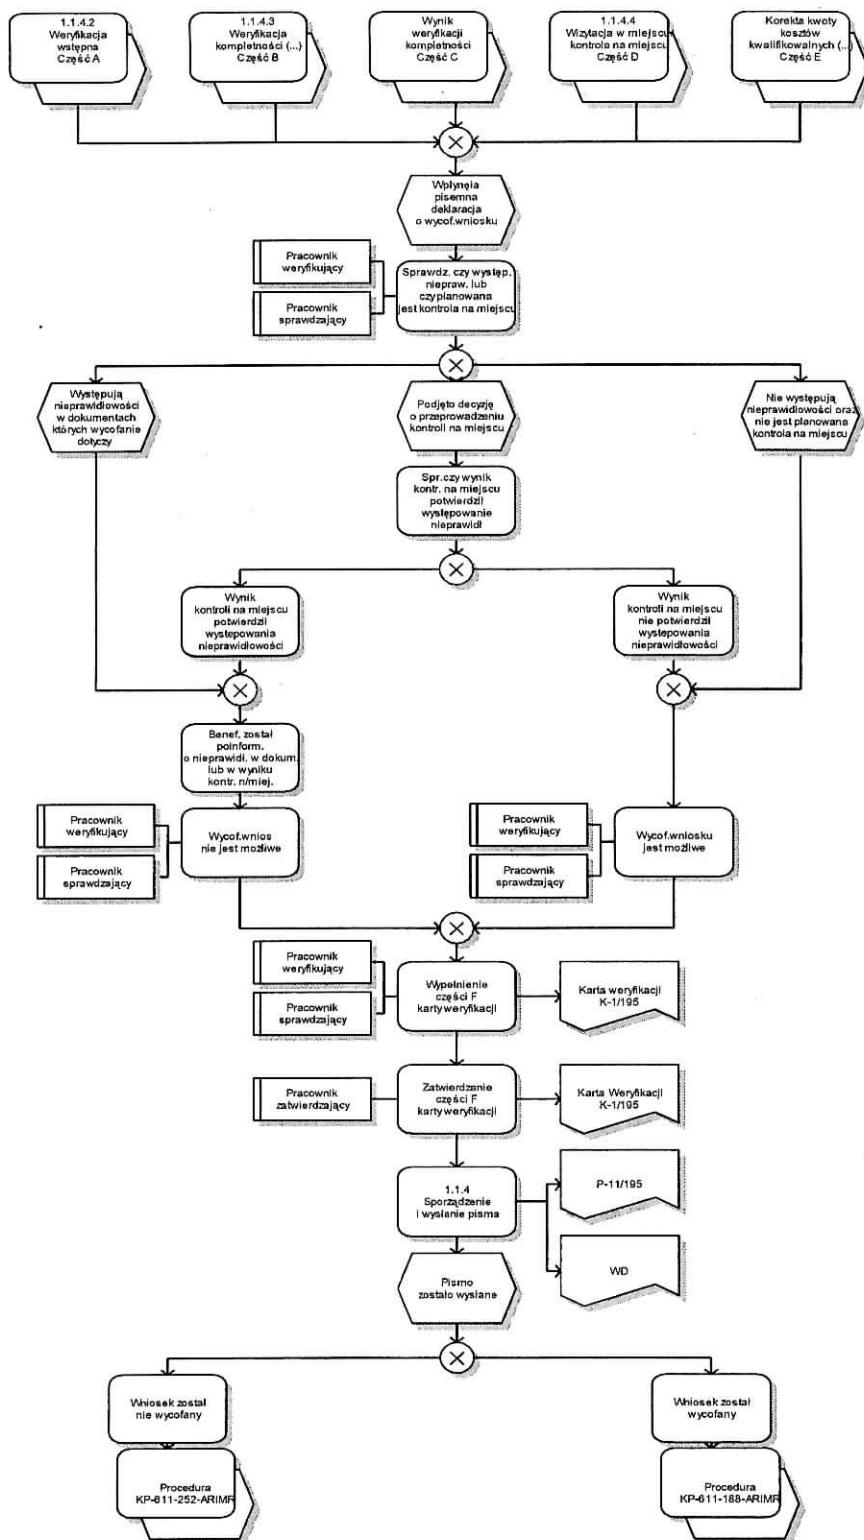 1.1.4.2
Weryfikacja
wstępna
Część A
1.1.4.3
Weryfikacja
kompletności (...)
Część B
Wynik
weryfikacji
kompletności
Część C
1.1.4.4
Wizytacja w miejscu
kontrola na miejscu
Część D
Korekta kwoty
kosztów
kwalifikowalnych (...)
Część E
Wpłynęła
pisemna
deklaracja
o wycof.wniosku
Pracownik
weryfikujący
Pracownik
sprawdzający
Sprawdz. czy występ.
niepraw. lub
czy planowana
jest kontrola na miejscu
Występują
nieprawidłowości
w dokumentach
których wycofanie
dotyczy
Podjęto decyzję
o przeprowadzeniu
kontroli na miejscu
Nie występują
nieprawidłowości oraz
nie jest planowana
kontrola na miejscu
Spr.czy wynik
kontr. na miejscu
potwierdził
występowanie
nieprawidł
Wynik
kontroli na miejscu
potwierdził
występowania
nieprawidłowości
Wynik
kontroli na miejscu
nie potwierdził
występowania
nieprawidłowości
Benef. został
poinform.
o nieprawidł. w dokum.
lub w wyniku
kontr. n/miej.
Pracownik
weryfikujący
Pracownik
sprawdzający
Wycof.wnios
nie jest możliwe
Pracownik
weryfikujący
Pracownik
sprawdzający
Wycof.wniosku
jest możliwe
Pracownik
weryfikujący
Pracownik
sprawdzający
Wypełnienie
części F
karty weryfikacji
Karta weryfikacji
K-1/195
Pracownik
zatwierdzający
Zatwierdzenie
części F
karty weryfikacji
Karta Weryfikacji
K-1/195
1.1.4
Sporządzenie
i wysłanie pisma
P-11/195
WD
Pismo
zostało wysłane
Wniosek został
nie wycofany
Wniosek został
wycofany
Procedura
KP-611-252-ARIMR
Procedura
KP-611-188-ARIMR